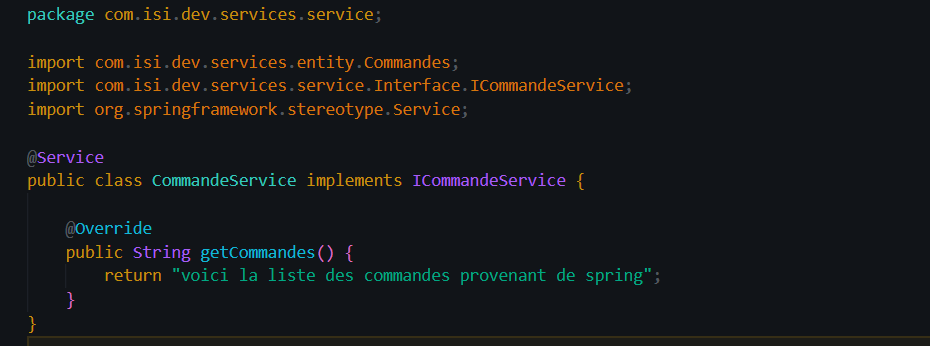 package com.isi.dev.services.service;
import com.isi.dev.services.entity.Commandes;
import com.isi.dev.services.service.Interface.ICommandeService;
import org.springframework.stereotype.Service;
@Service
public class CommandeService implements ICommandeService {
@Override
public String getCommandes() {
return "voici la liste des commandes provenant de spring";
}
}